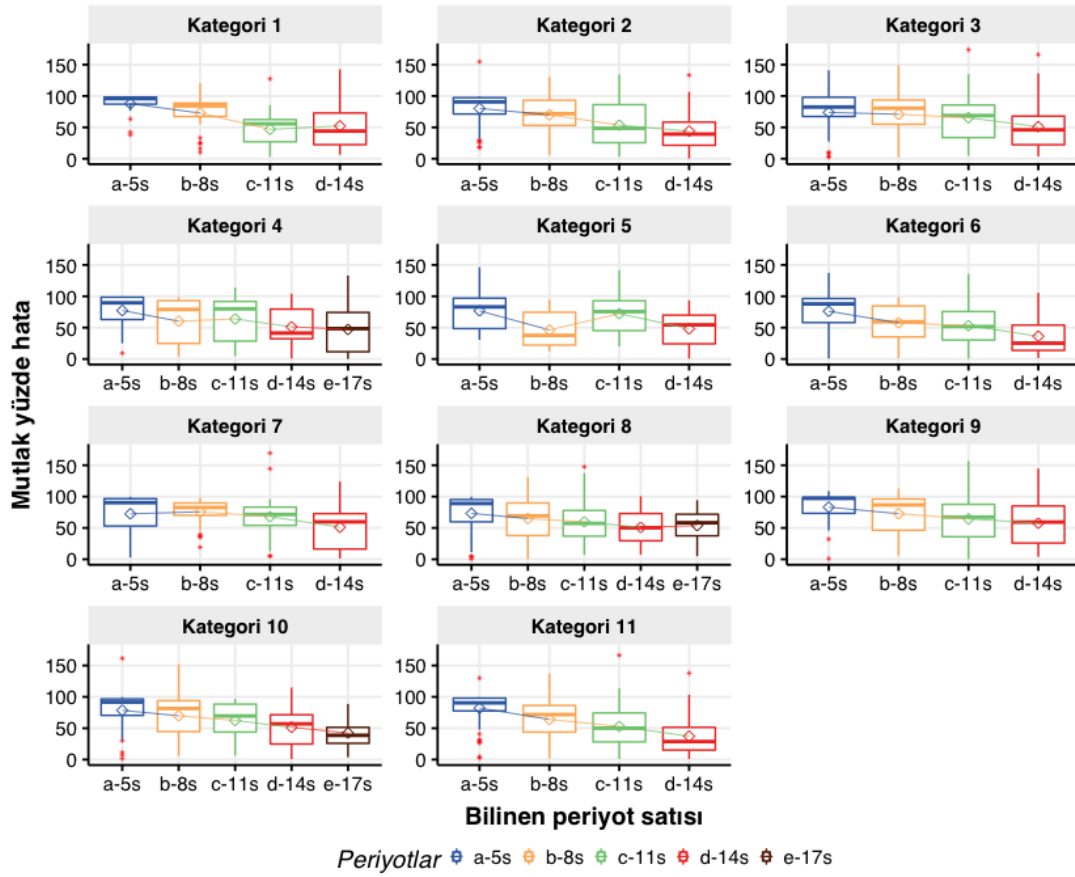 Kategori 1 Kategori 2 Kategori 3
150 150 150
100 100 100
50 50 50
0 0 0
a-5s b-8s c-11s d-14s a-5s b-8s c-11s d-14s a-5s b-8s c-11s d-14s
Kategori 4 Kategori 5 Kategori 6
150 150 150
100 100 100
50 50 50
0 0 0
a-5s b-8s c-11s d-14s e-17s a-5s b-8s c-11s d-14s a-5s b-8s c-11s d-14s
Mutlak yüzde hata
Kategori 7 Kategori 8 Kategori 9
150 150 150
100 100 100
50 50 50
0 0 0
a-5s b-8s c-11s d-14s a-5s b-8s c-11s d-14s e-17s a-5s b-8s c-11s d-14s
Kategori 10 Kategori 11
150 150
100 100
50 50
0 0
a-5s b-8s c-11s d-14s e-17s a-5s b-8s c-11s d-14s
Bilinen periyot satısı
Periyotlar a-5s b-8s c-11s d-14s e-17s